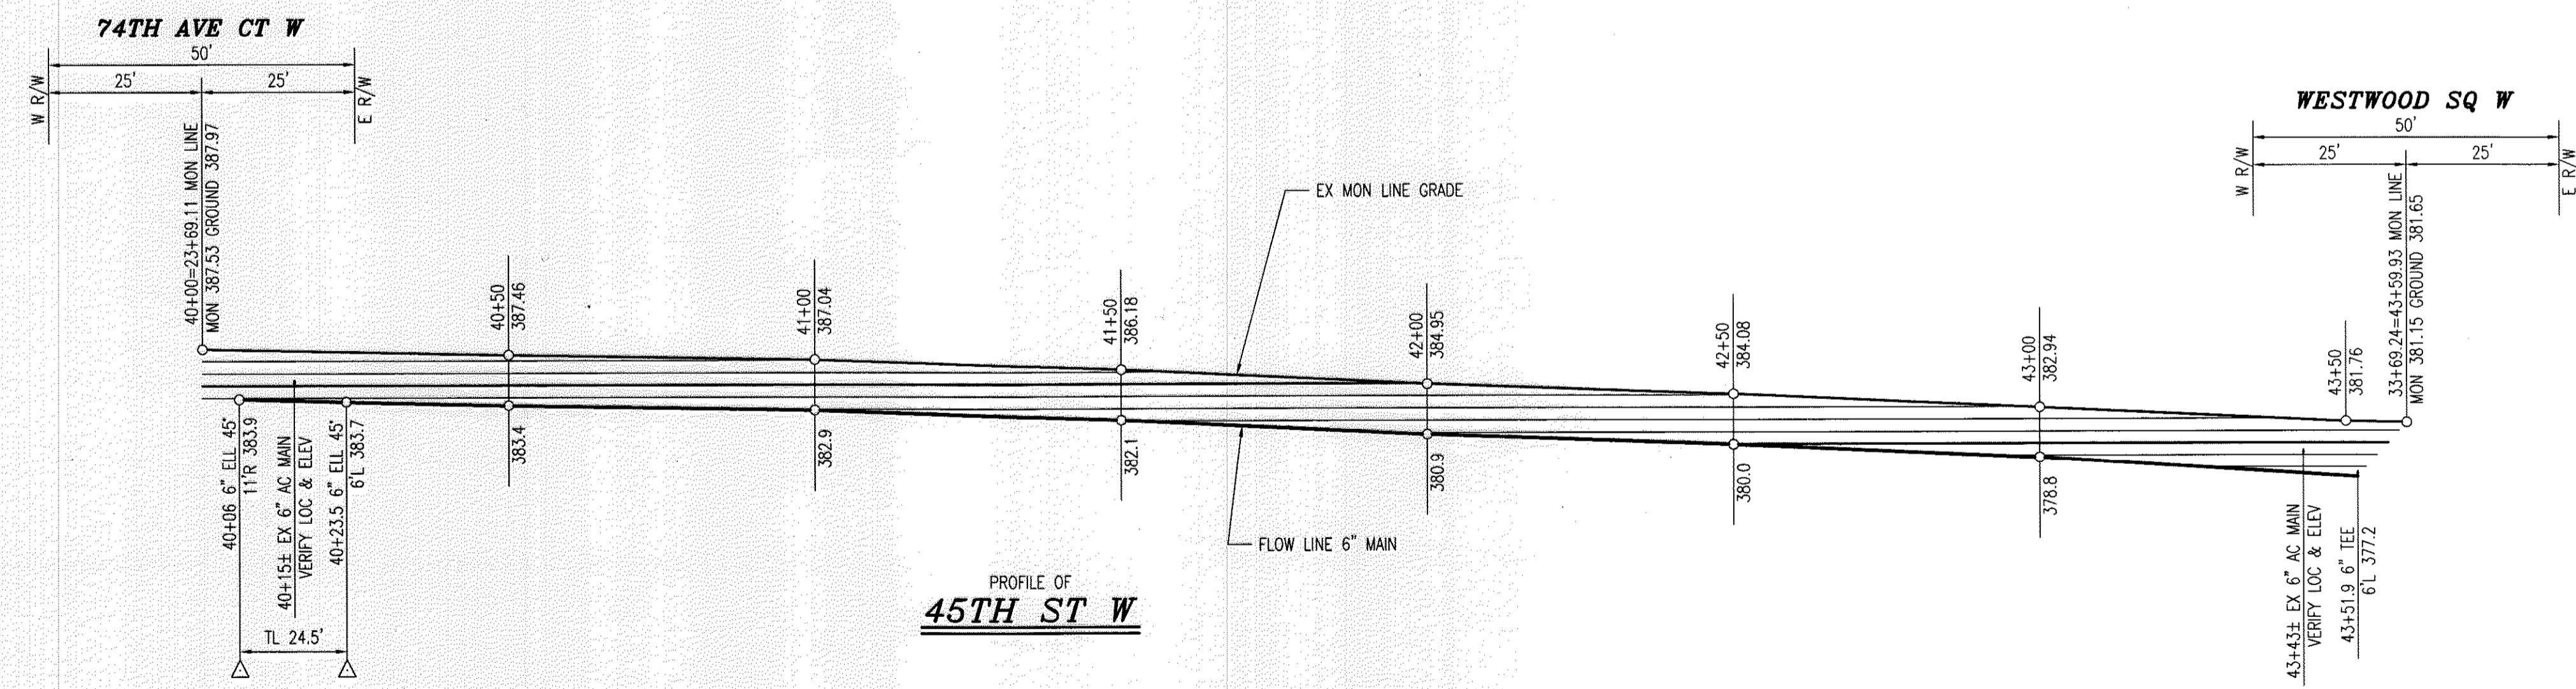 74TH AVE CT W
50'
25'
25'
W R/W
E R/W
40+00=23+69.11 MON LINE
MON 387.53 GROUND 387.97
40+50
387.46
41+00
387.04
41+50
386.18
EX MON LINE GRADE
42+00
384.95
42+50
384.08
43+00
382.94
43+50
381.76
WESTWOOD SQ W
50'
25'
25'
W R/W
E R/W
33+69.24=43+59.93 MON LINE
MON 381.15 GROUND 381.65
40+06 6" ELL 45°
11'R 383.9
40+15± EX 6" AC MAIN
VERIFY LOC & ELEV
40+23.5 6" ELL 45°
6'L 383.7
TL 24.5'
383.4
382.9
382.1
FLOW LINE 6" MAIN
380.9
380.0
378.8
43+43± EX 6" AC MAIN
VERIFY LOC & ELEV
43+51.9 6" TEE
6'L 377.2
PROFILE OF
45TH ST W